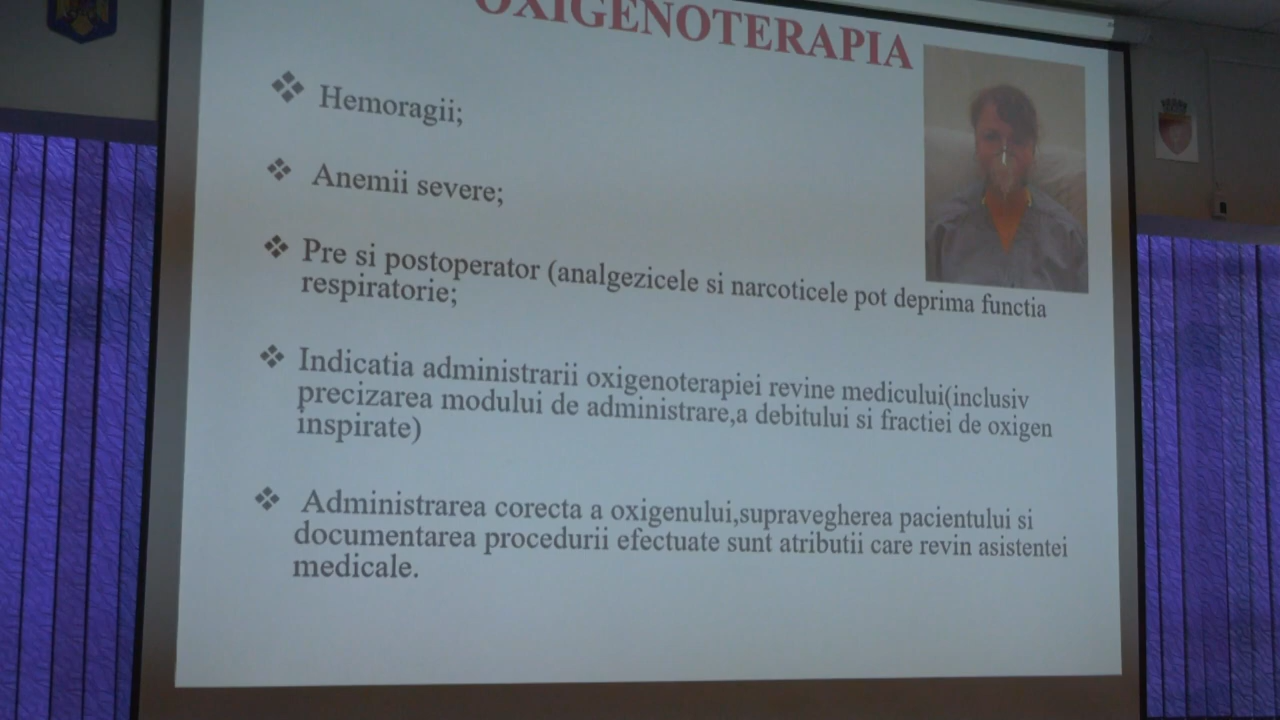 OXIGENOTERAPIA
Hemoragii;
Anemii severe;
Pre si postoperator (analgezicele si narcoticele pot deprima functia
respiratorie;
Indicatia administrarii oxigenoterapiei revine medicului(inclusiv
precizarea modului de administrare,a debitului si fractiei de oxigen
inspirate)
Administrarea corecta a oxigenului,supravegherea pacientului si
documentarea procedurii efectuate sunt atributii care revin asistentei
medicale.